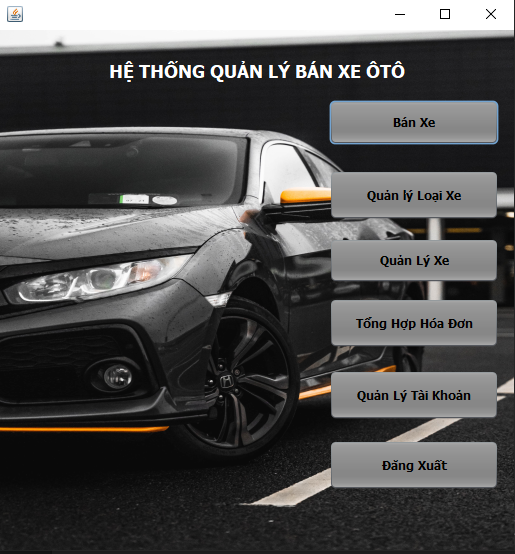 HỆ THỐNG QUẢN LÝ BÁN XE ÔTÔ
Bán Xe
Quản lý Loại Xe
Quản Lý Xe
Tổng Hợp Hóa Đơn
Quản Lý Tài Khoản
Đăng Xuất